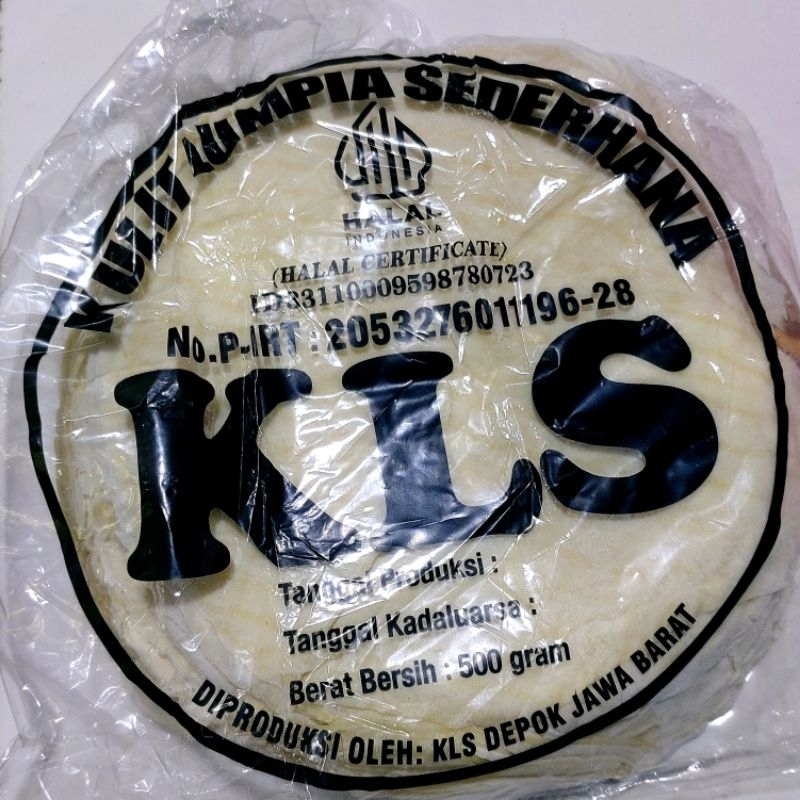 KULIT LUMPIA SEDERHANA
HALAL
INDONESIA
(HALAL CERTIFICATE)
ID33110009598780723
No.P-IRT : 2053276011196-28
KLS
Tanggal Produksi :
Tanggal Kadaluarsa :
Berat Bersih : 500 gram
DIPRODUKSI OLEH: KLS DEPOK JAWA BARAT